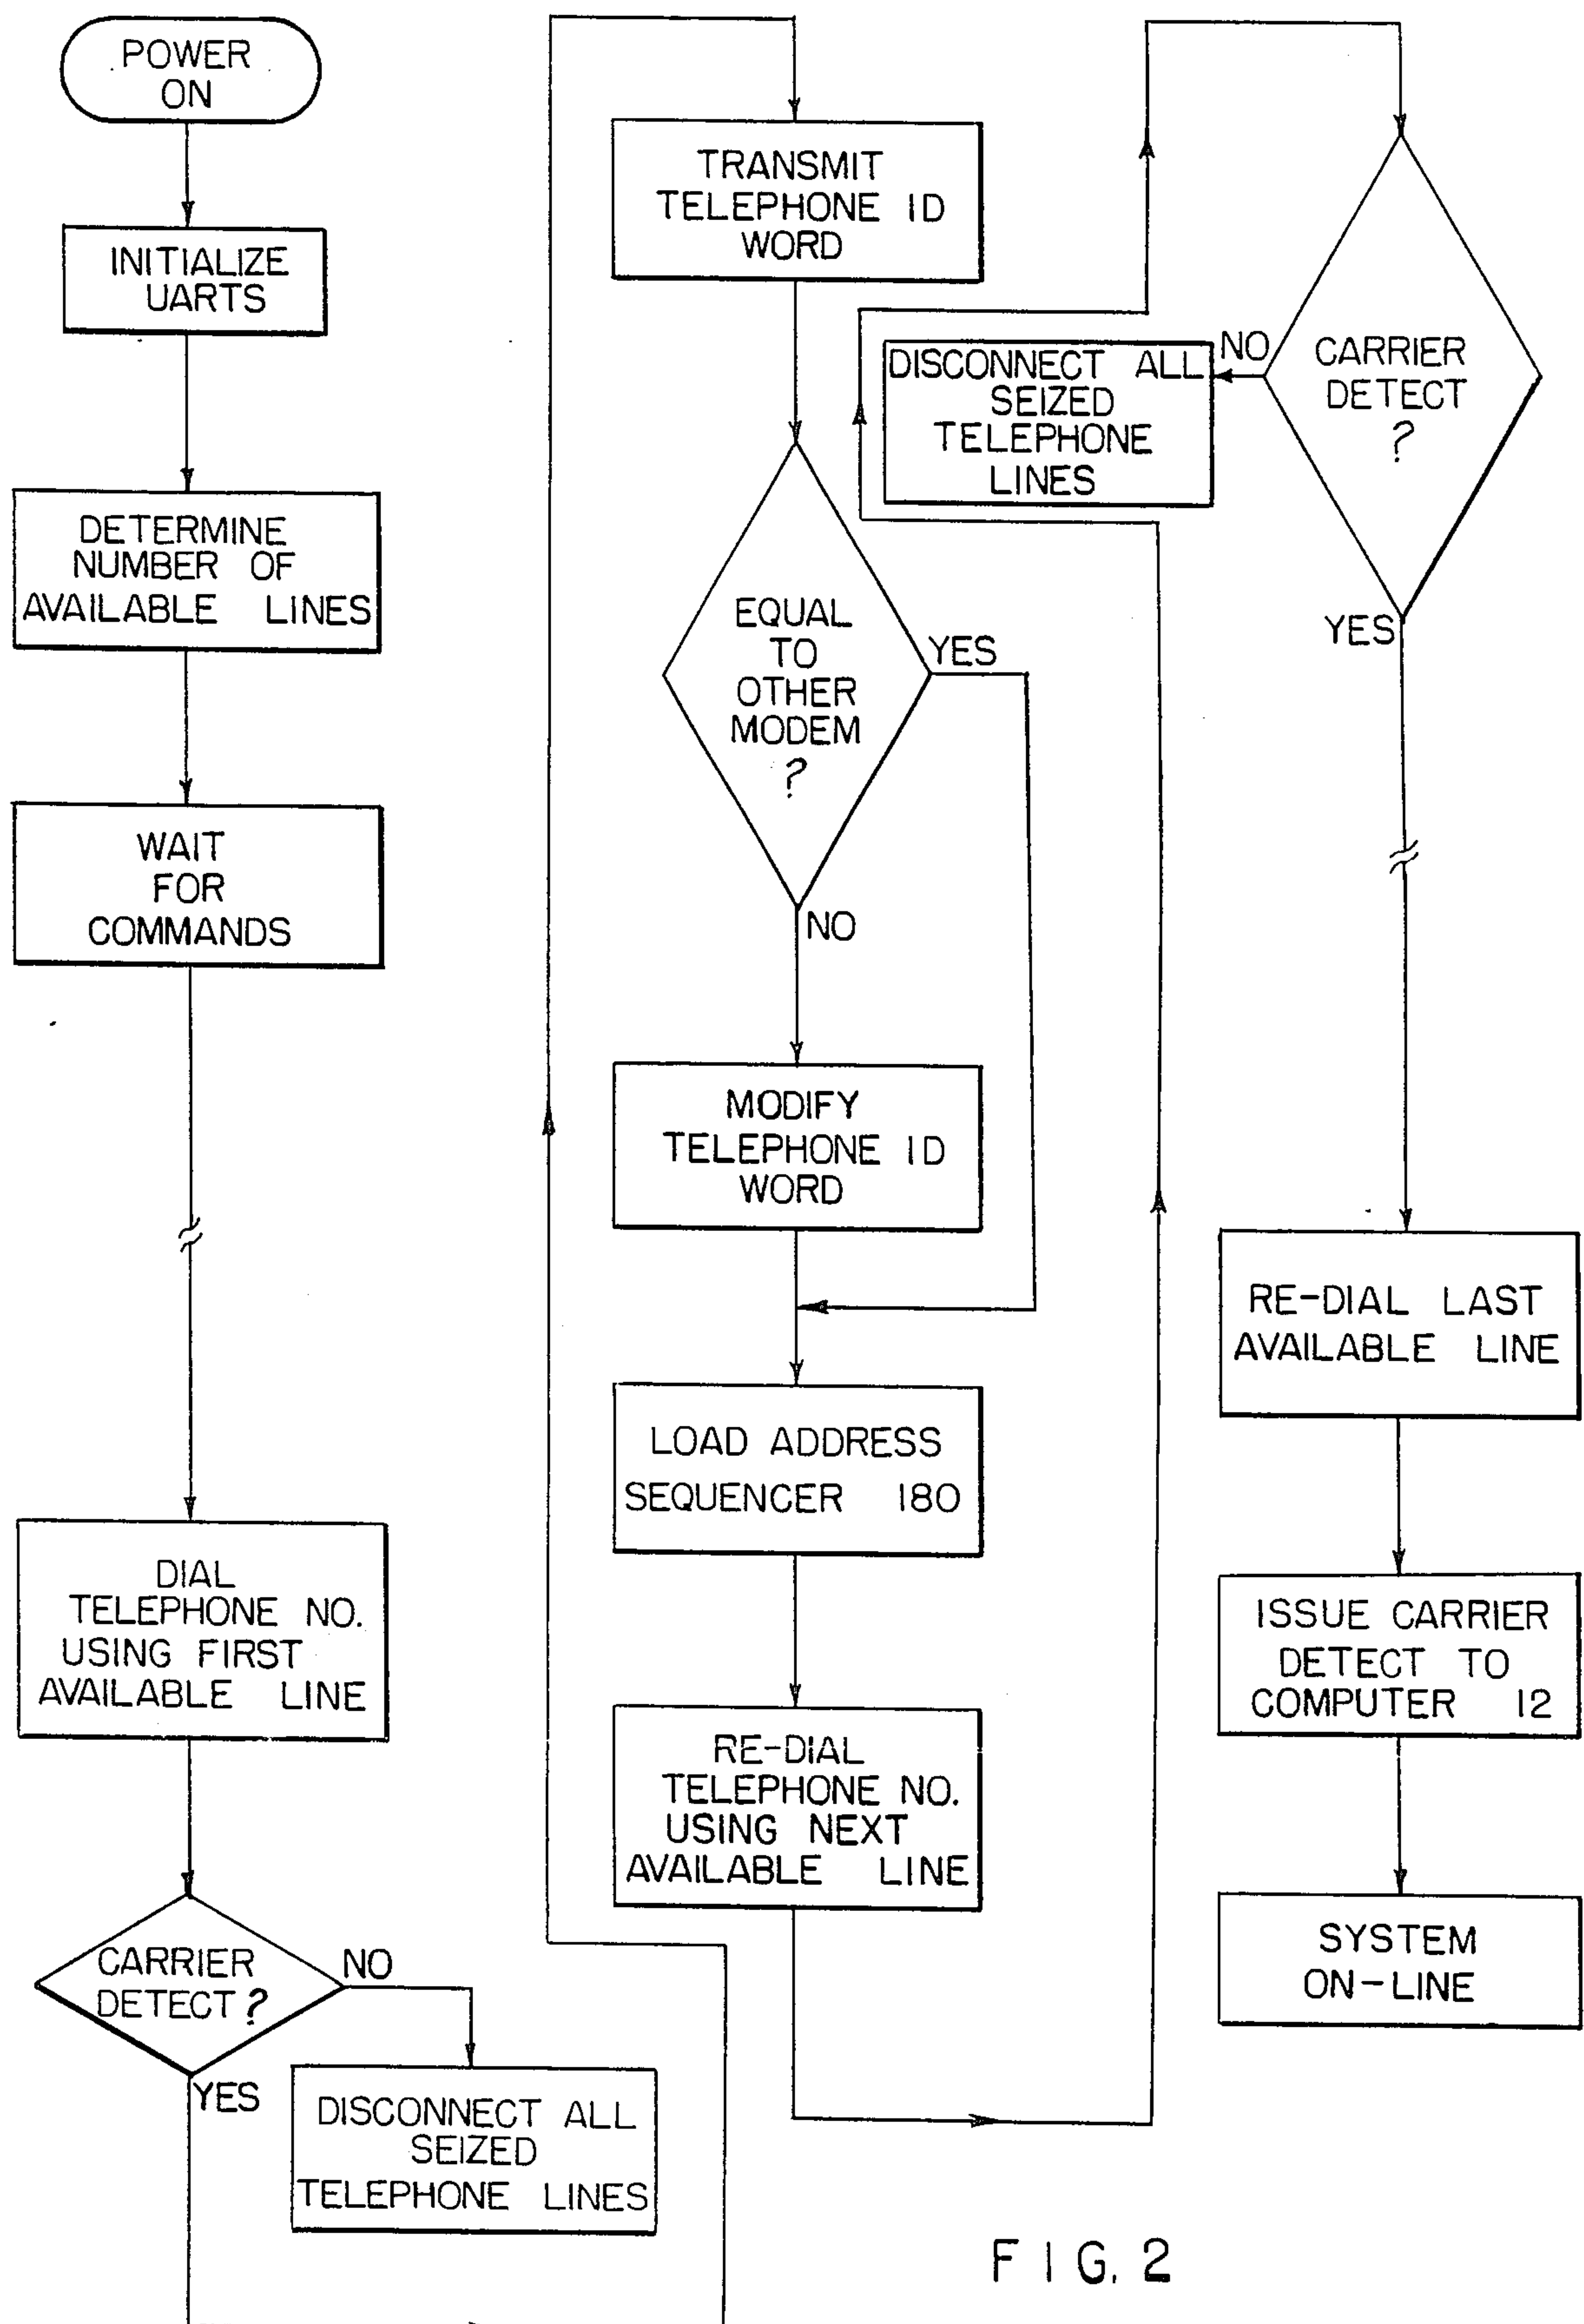 POWER
ON
INITIALIZE
UARTS
DETERMINE
NUMBER OF
AVAILABLE LINES
WAIT
FOR
COMMANDS
DIAL
TELEPHONE NO.
USING FIRST
AVAILABLE LINE
CARRIER
DETECT?
NO
YES
DISCONNECT ALL
SEIZED
TELEPHONE LINES
TRANSMIT
TELEPHONE ID
WORD
EQUAL
TO
OTHER
MODEM
?
YES
NO
MODIFY
TELEPHONE ID
WORD
LOAD ADDRESS
SEQUENCER 180
RE-DIAL
TELEPHONE NO.
USING NEXT
AVAILABLE LINE
CARRIER
DETECT
?
NO
DISCONNECT ALL
SEIZED
TELEPHONE
LINES
YES
RE-DIAL LAST
AVAILABLE LINE
ISSUE CARRIER
DETECT TO
COMPUTER 12
SYSTEM
ON-LINE
FIG. 2